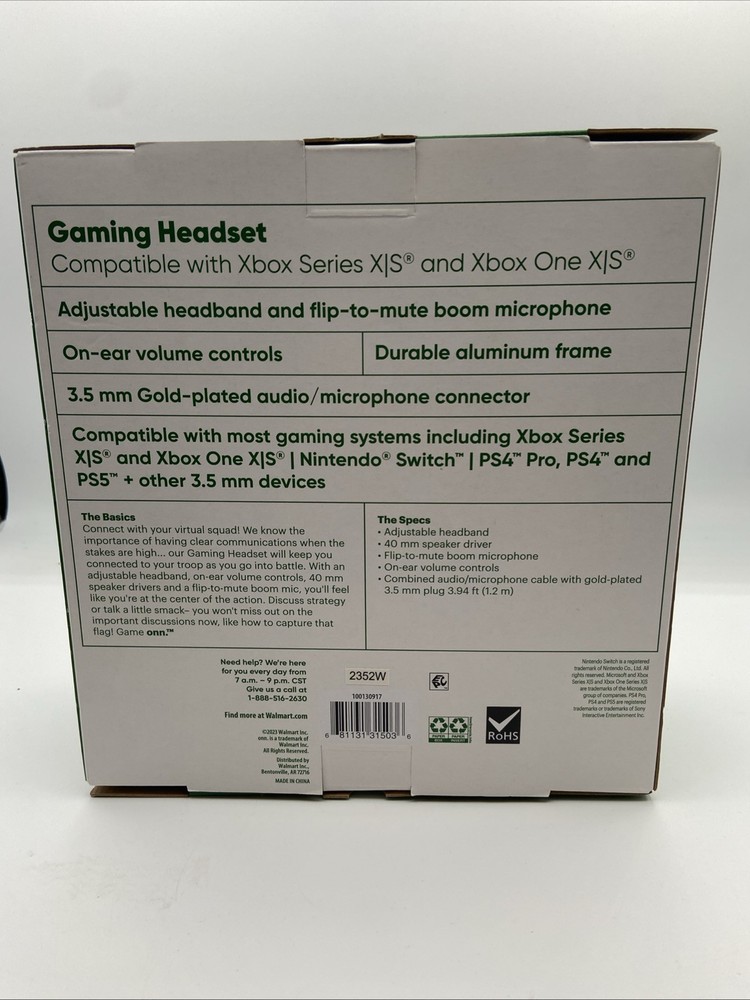 Gaming Headset
Compatible with Xbox Series X|S® and Xbox One X|S®
Adjustable headband and flip-to-mute boom microphone
On-ear volume controls
Durable aluminum frame
3.5 mm Gold-plated audio/microphone connector
Compatible with most gaming systems including Xbox Series
X|S® and Xbox One X|S® | Nintendo® Switch™ | PS4™ Pro, PS4™ and
PS5™ + other 3.5 mm devices
The Basics
Connect with your virtual squad! We know the
importance of having clear communications when the
stakes are high... our Gaming Headset will keep you
connected to your troop as you go into battle. With an
adjustable headband, on-ear volume controls, 40 mm
speaker drivers and a flip-to-mute boom mic, you'll feel
like you're at the center of the action. Discuss strategy
or talk a little smack– you won't miss out on the
important discussions now, like how to capture that
flag! Game onn.™
The Specs
• Adjustable headband
• 40 mm speaker driver
• Flip-to-mute boom microphone
• On-ear volume controls
• Combined audio/microphone cable with gold-plated
3.5 mm plug 3.94 ft (1.2 m)
Need help? We're here
for you every day from
7 a.m. – 9 p.m. CST
Give us a call at
1-888-516-2630
Find more at Walmart.com
©2023 Walmart Inc.
onn. is a trademark of
Walmart Inc.
All Rights Reserved.
Distributed by
Walmart Inc.,
Bentonville, AR 72716
MADE IN CHINA
2352W
100130917
6 81131 31503 6
PAPER PAPER
RoHS
Nintendo Switch is a registered
trademark of Nintendo Co., Ltd. All
rights reserved. Microsoft and Xbox
Series X|S and Xbox One Series X|S
are trademarks of the Microsoft
group of companies. PS4 Pro,
PS4 and PS5 are registered
trademarks or trademarks of Sony
Interactive Entertainment Inc.